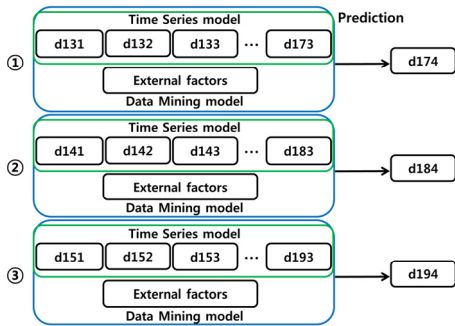 Time Series model Prediction
① d131 d132 d133 ··· d173 d174
External factors
Data Mining model
Time Series model
② d141 d142 d143 ··· d183 d184
External factors
Data Mining model
Time Series model
③ d151 d152 d153 ··· d193 d194
External factors
Data Mining model